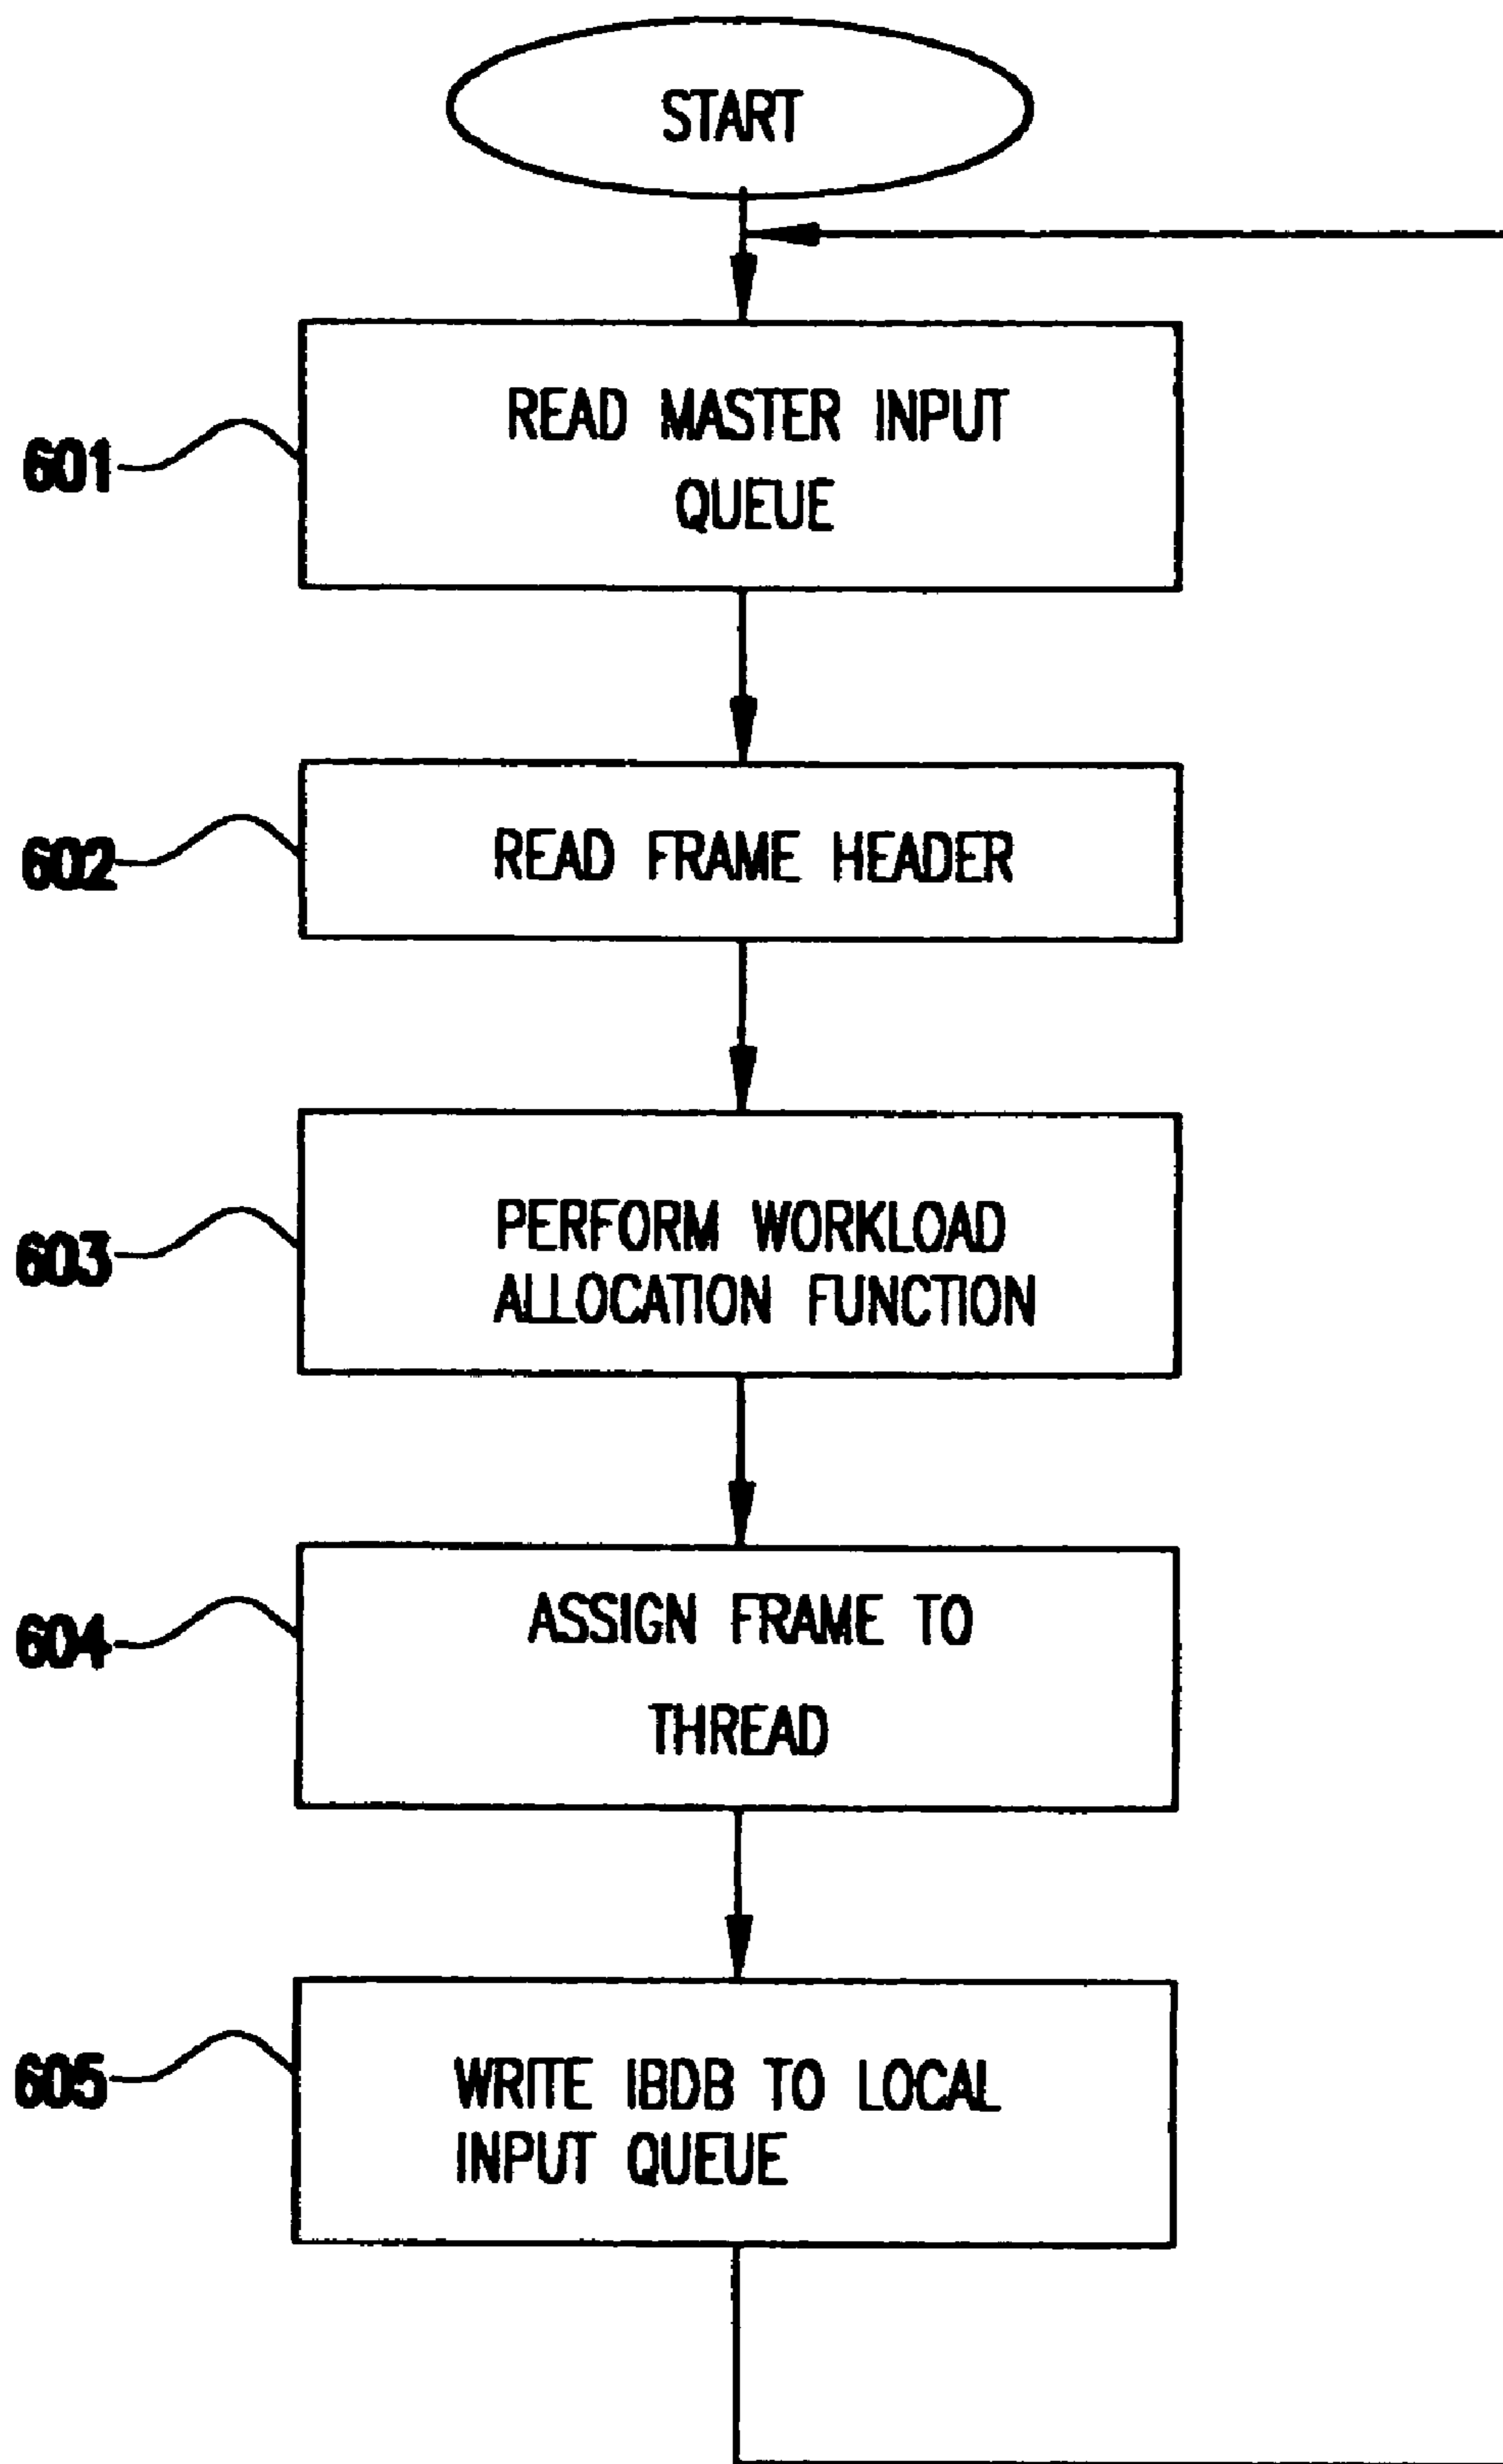 START
601
READ MASTER INPUT
QUEUE
602
READ FRAME HEADER
603
PERFORM WORKLOAD
ALLOCATION FUNCTION
604
ASSIGN FRAME TO
THREAD
605
WRITE IBDB TO LOCAL
INPUT QUEUE